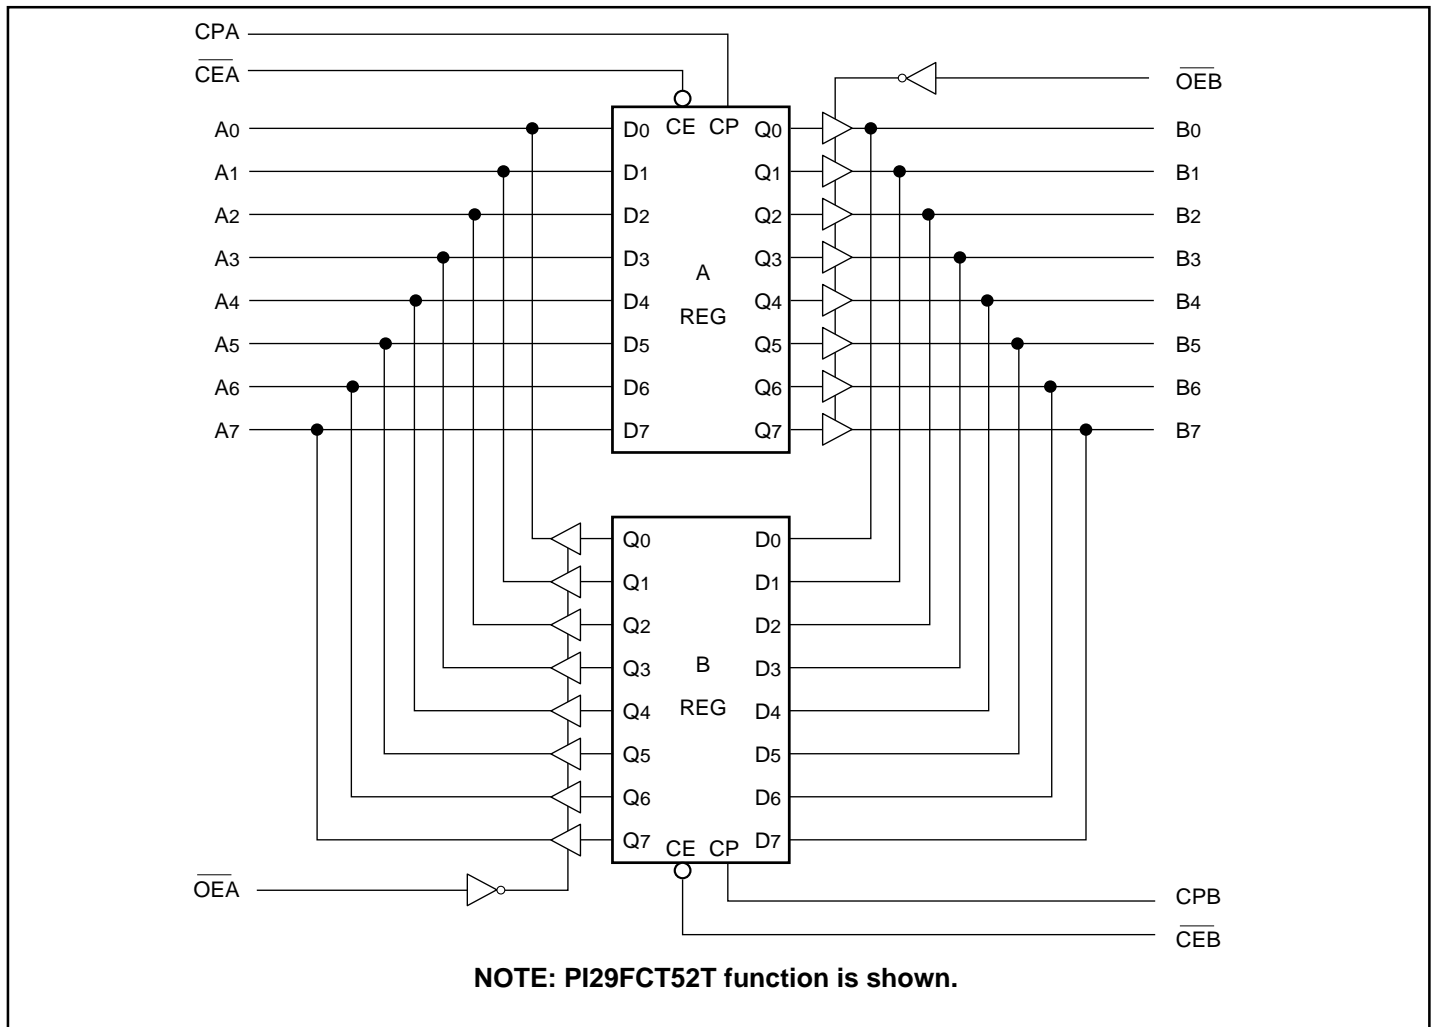 CPA
CEA
OEB
A0 D0 CE CP Q0 B0
A1 D1 Q1 B1
A2 D2 Q2 B2
A3 D3 Q3 B3
A
A4 D4 Q4 B4
REG
A5 D5 Q5 B5
A6 D6 Q6 B6
A7 D7 Q7 B7
Q0 D0
Q1 D1
Q2 D2
Q3 B D3
Q4 REG D4
Q5 D5
Q6 D6
Q7 CE CP D7
OEA
CPB
CEB
NOTE: PI29FCT52T function is shown.